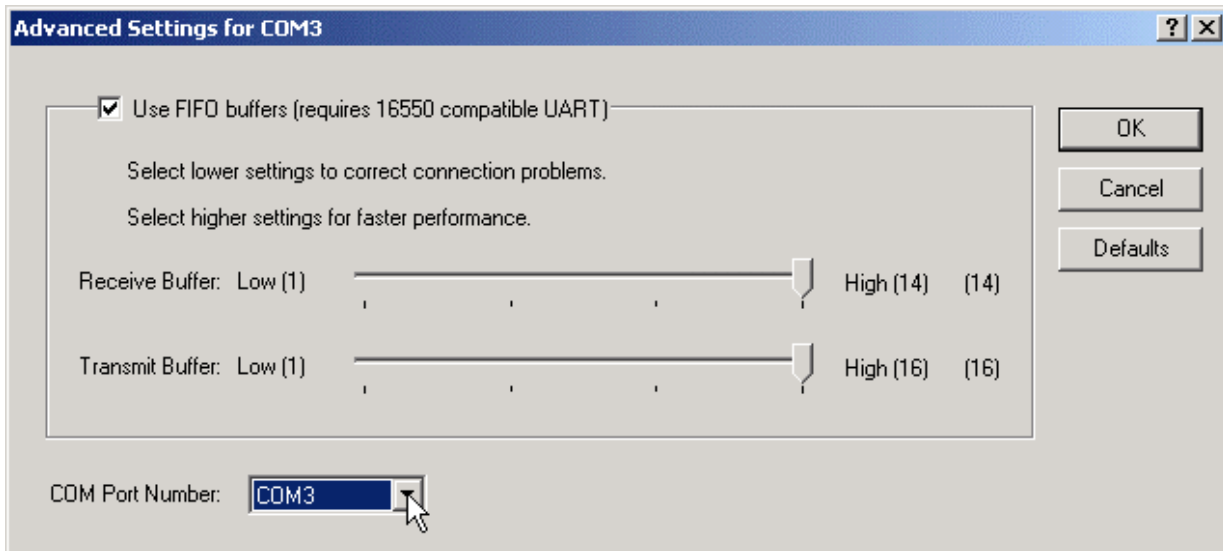 Advanced Settings for COM3
Use FIFO buffers (requires 16550 compatible UART)
Select lower settings to correct connection problems.
Select higher settings for faster performance.
Receive Buffer: Low (1) High (14) (14)
Transmit Buffer: Low (1) High (16) (16)
COM Port Number: COM3
OK
Cancel
Defaults